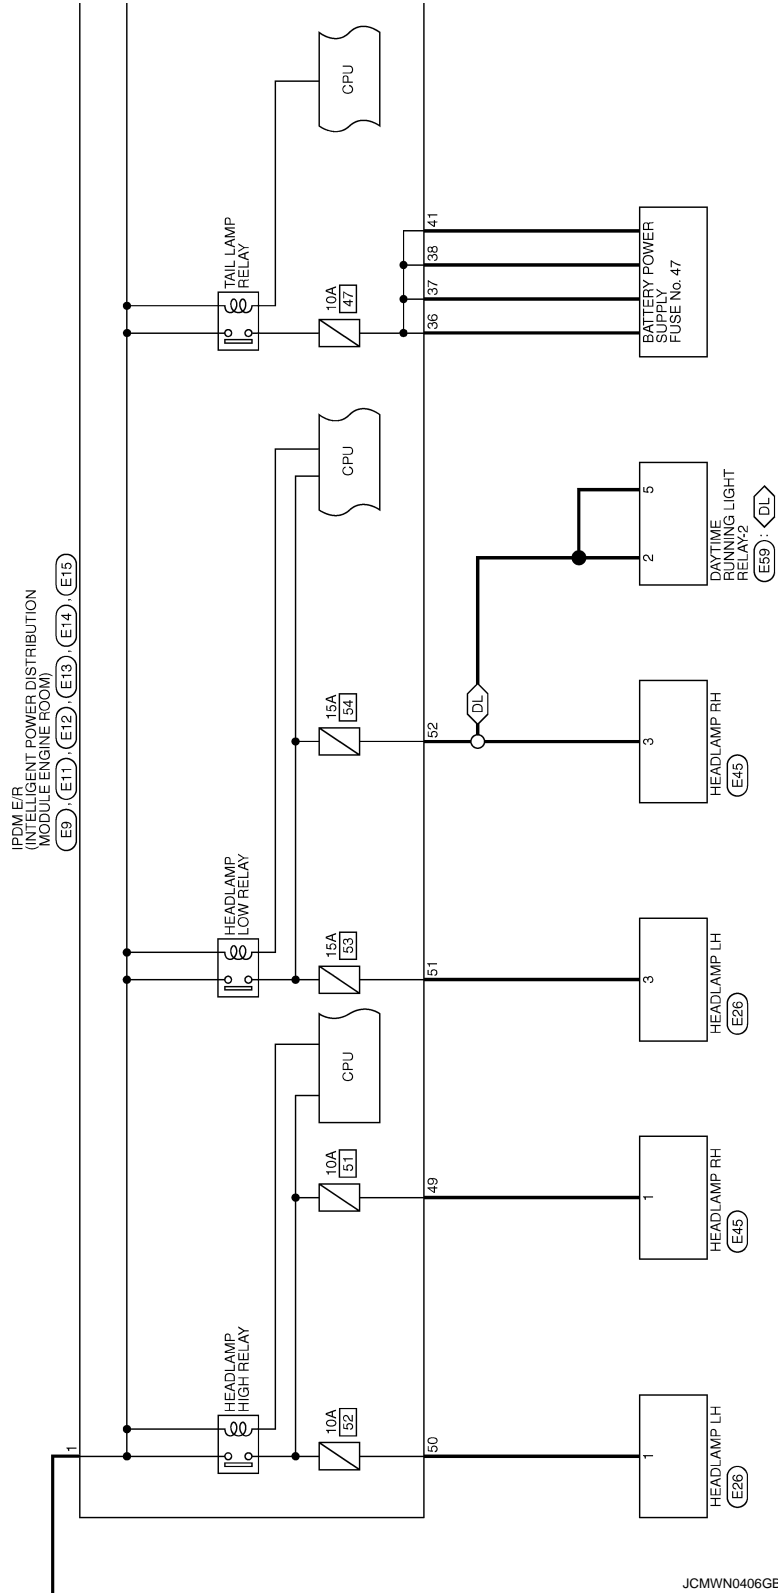 IPDM E/R
(INTELLIGENT POWER DISTRIBUTION
MODULE ENGINE ROOM)
E9 , E11 , E12 , E13 , E14 , E15
1
HEADLAMP
HIGH RELAY
HEADLAMP
LOW RELAY
TAIL LAMP
RELAY
10A
52
10A
51
CPU
15A
53
15A
54
CPU
10A
47
CPU
50
49
51
52
36
37
38
41
DL
1
HEADLAMP LH
E26
1
HEADLAMP RH
E45
3
HEADLAMP LH
E26
3
HEADLAMP RH
E45
2
5
DAYTIME
RUNNING LIGHT
RELAY-2
E59 : DL
BATTERY POWER
SUPPLY
FUSE No. 47
JCMWN0406GE